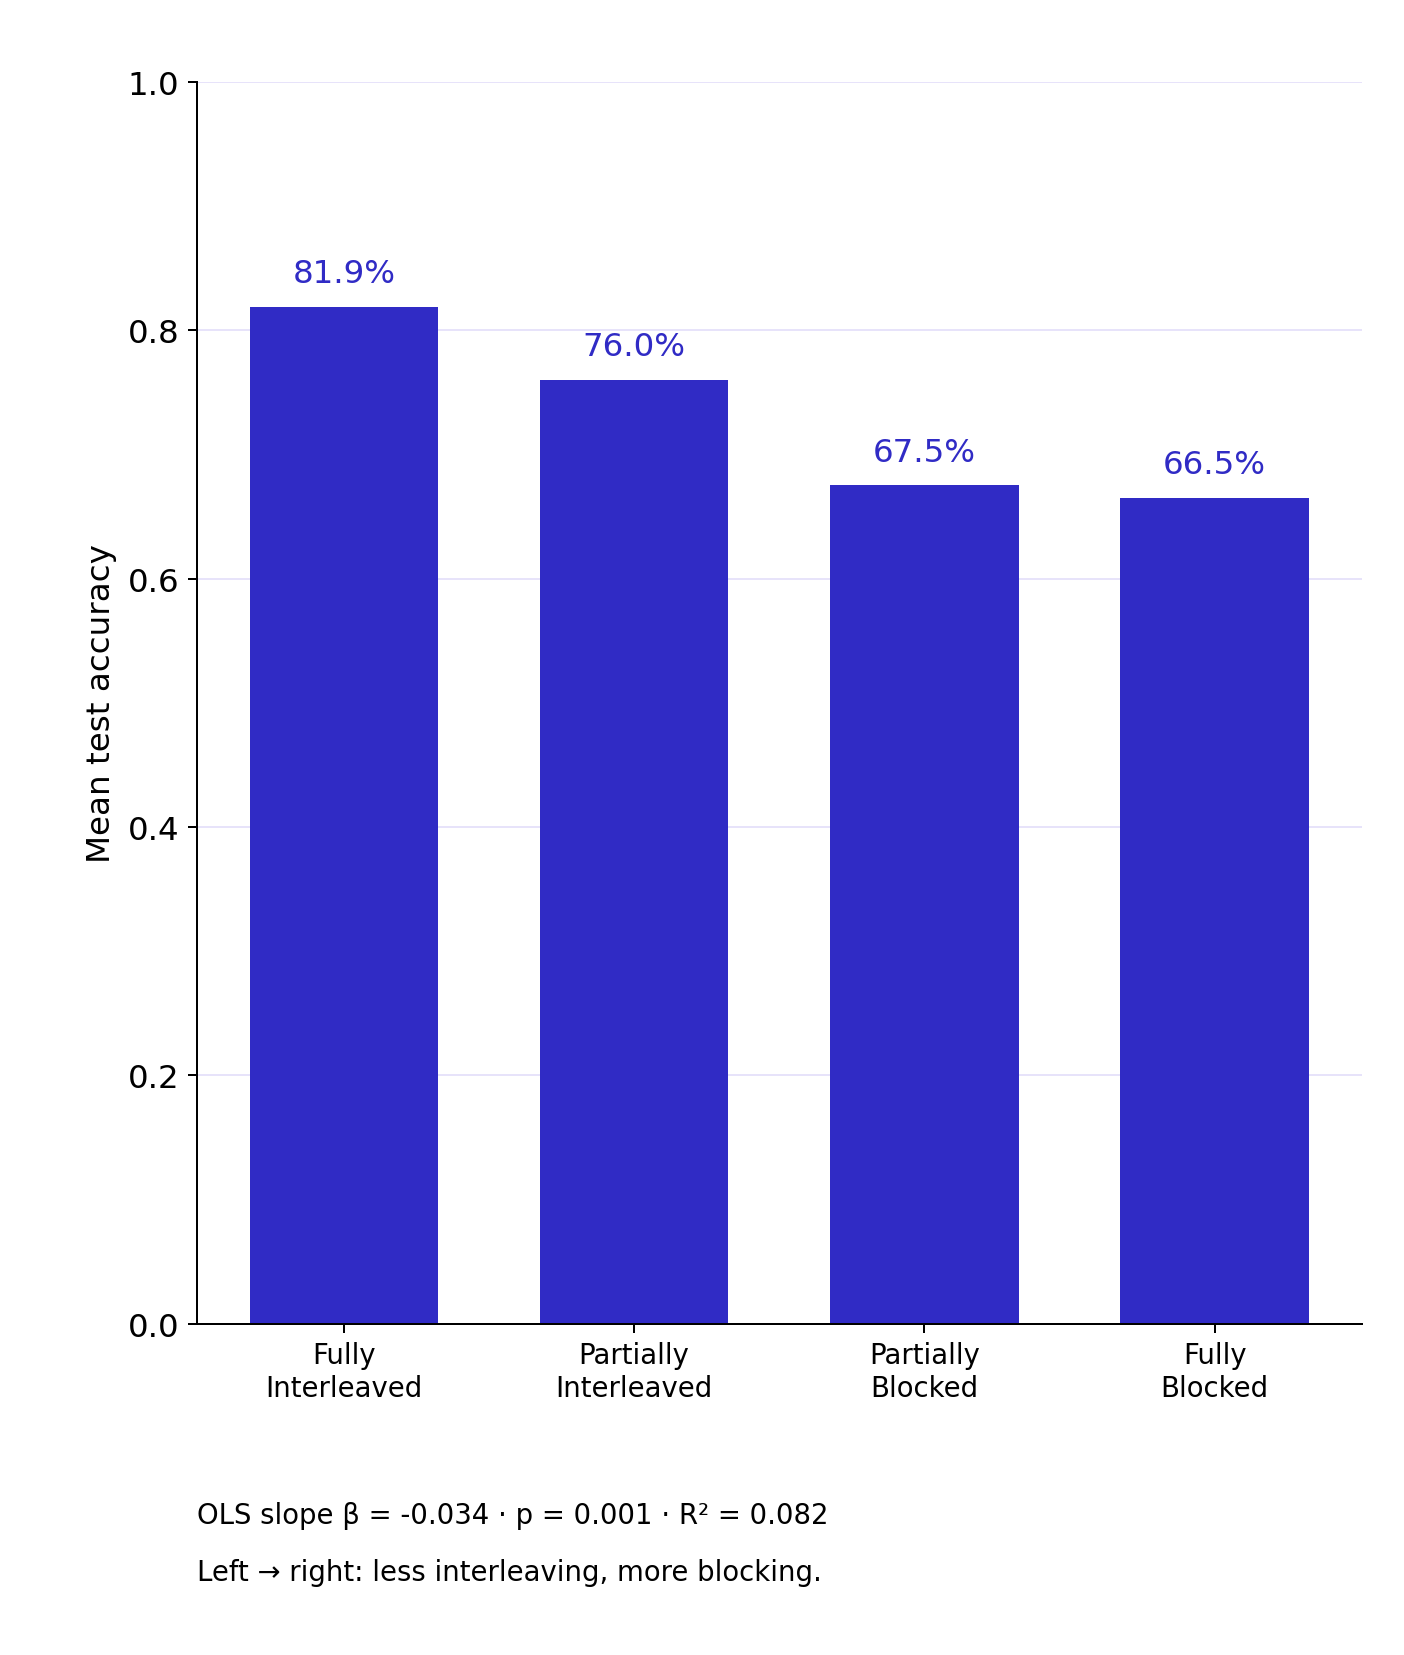 1.0
0.8
0.6
0.4
0.2
0.0
Mean test accuracy
81.9%
76.0%
67.5%
66.5%
Fully
Interleaved
Partially
Interleaved
Partially
Blocked
Fully
Blocked
OLS slope β = -0.034 · p = 0.001 · R² = 0.082
Left → right: less interleaving, more blocking.